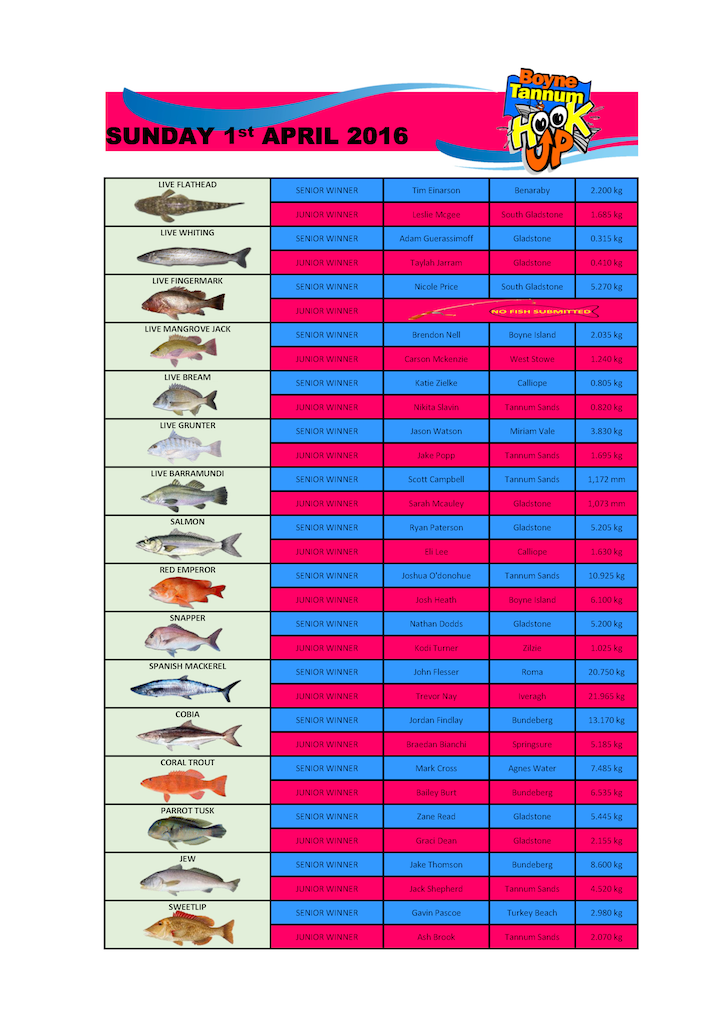 Boyne
Tannum
HOOK
UP
SUNDAY 1st APRIL 2016
LIVE FLATHEAD
SENIOR WINNER Tim Einarson Benaraby 2.200 kg
JUNIOR WINNER Leslie Mcgee South Gladstone 1.685 kg
LIVE WHITING
SENIOR WINNER Adam Guerassimoff Gladstone 0.315 kg
JUNIOR WINNER Taylah Jarram Gladstone 0.410 kg
LIVE FINGERMARK
SENIOR WINNER Nicole Price South Gladstone 5.270 kg
JUNIOR WINNER NO FISH SUBMITTED
LIVE MANGROVE JACK
SENIOR WINNER Brendon Nell Boyne Island 2.035 kg
JUNIOR WINNER Carson Mckenzie West Stowe 1.240 kg
LIVE BREAM
SENIOR WINNER Katie Zielke Calliope 0.805 kg
JUNIOR WINNER Nikita Slavin Tannum Sands 0.820 kg
LIVE GRUNTER
SENIOR WINNER Jason Watson Miriam Vale 3.830 kg
JUNIOR WINNER Jake Popp Tannum Sands 1.695 kg
LIVE BARRAMUNDI
SENIOR WINNER Scott Campbell Tannum Sands 1,172 mm
JUNIOR WINNER Sarah Mcauley Gladstone 1,073 mm
SALMON
SENIOR WINNER Ryan Paterson Gladstone 5.205 kg
JUNIOR WINNER Eli Lee Calliope 1.630 kg
RED EMPEROR
SENIOR WINNER Joshua O'donohue Tannum Sands 10.925 kg
JUNIOR WINNER Josh Heath Boyne Island 6.100 kg
SNAPPER
SENIOR WINNER Nathan Dodds Gladstone 5.200 kg
JUNIOR WINNER Kodi Turner Zilzie 1.025 kg
SPANISH MACKEREL
SENIOR WINNER John Flesser Roma 20.750 kg
JUNIOR WINNER Trevor Nay Iveragh 21.965 kg
COBIA
SENIOR WINNER Jordan Findlay Bundeberg 13.170 kg
JUNIOR WINNER Braedan Bianchi Springsure 5.185 kg
CORAL TROUT
SENIOR WINNER Mark Cross Agnes Water 7.485 kg
JUNIOR WINNER Bailey Burt Bundeberg 6.535 kg
PARROT TUSK
SENIOR WINNER Zane Read Gladstone 5.445 kg
JUNIOR WINNER Graci Dean Gladstone 2.155 kg
JEW
SENIOR WINNER Jake Thomson Bundeberg 8.600 kg
JUNIOR WINNER Jack Shepherd Tannum Sands 4.520 kg
SWEETLIP
SENIOR WINNER Gavin Pascoe Turkey Beach 2.980 kg
JUNIOR WINNER Ash Brook Tannum Sands 2.070 kg